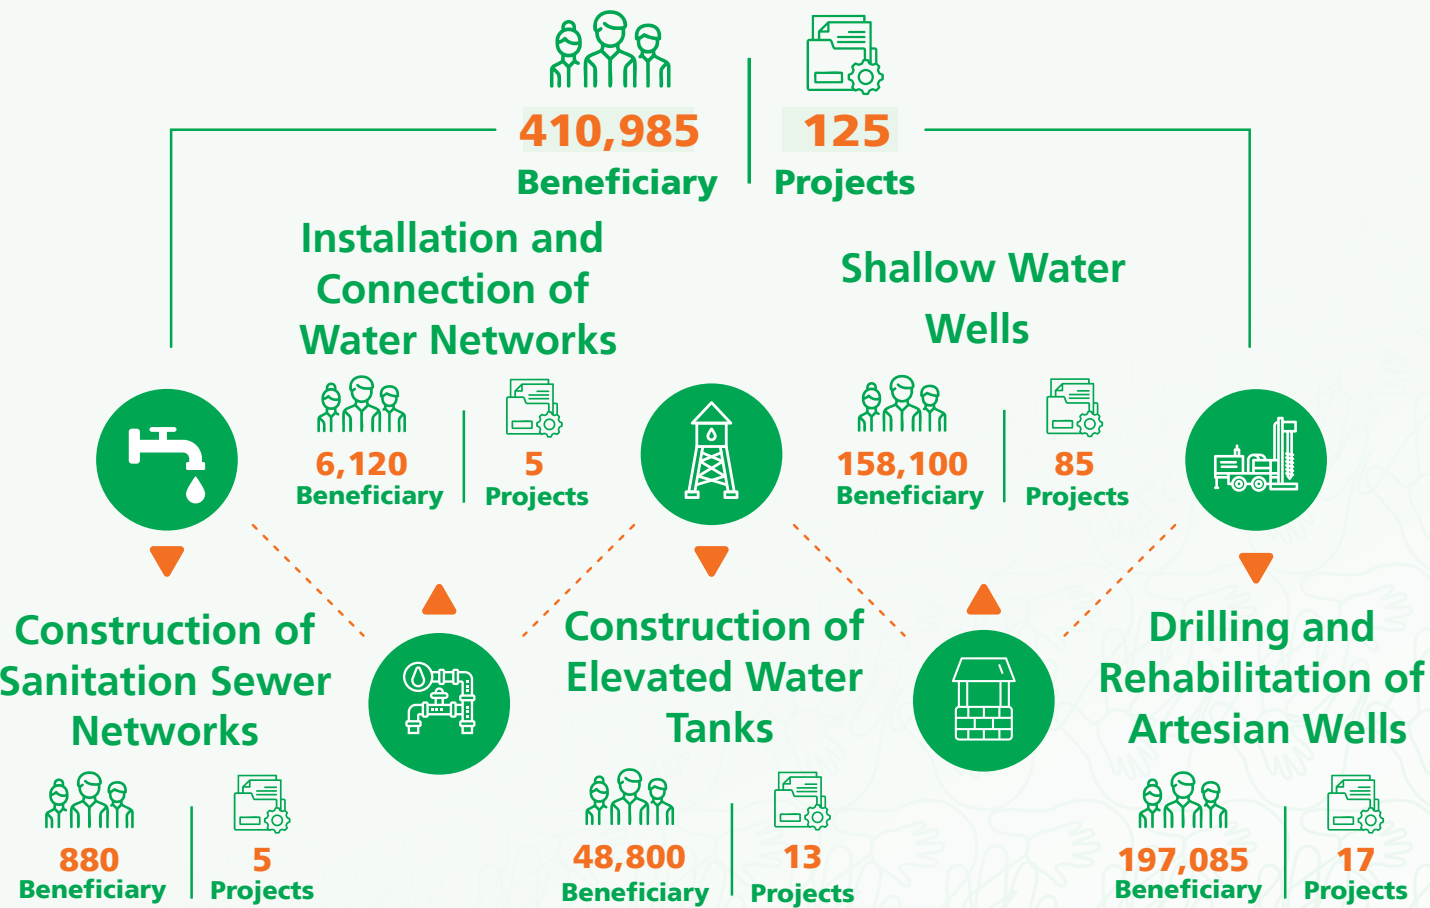 410,985
Beneficiary
125
Projects
Installation and
Connection of
Water Networks
6,120
Beneficiary
5
Projects
Shallow Water
Wells
158,100
Beneficiary
85
Projects
Construction of
Sanitation Sewer
Networks
880
Beneficiary
5
Projects
Construction of
Elevated Water
Tanks
48,800
Beneficiary
13
Projects
Drilling and
Rehabilitation of
Artesian Wells
197,085
Beneficiary
17
Projects